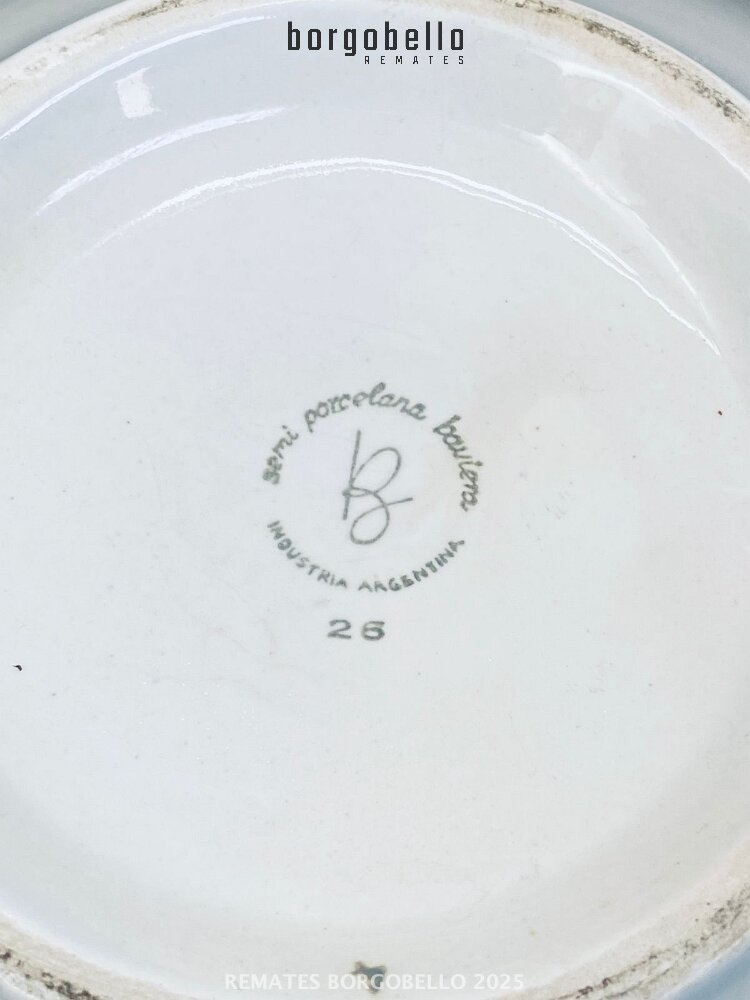 borgobello
REMATES
semi porcelana baviera
B
INDUSTRIA ARGENTINA
26
REMATES BORGOBELLO 2025